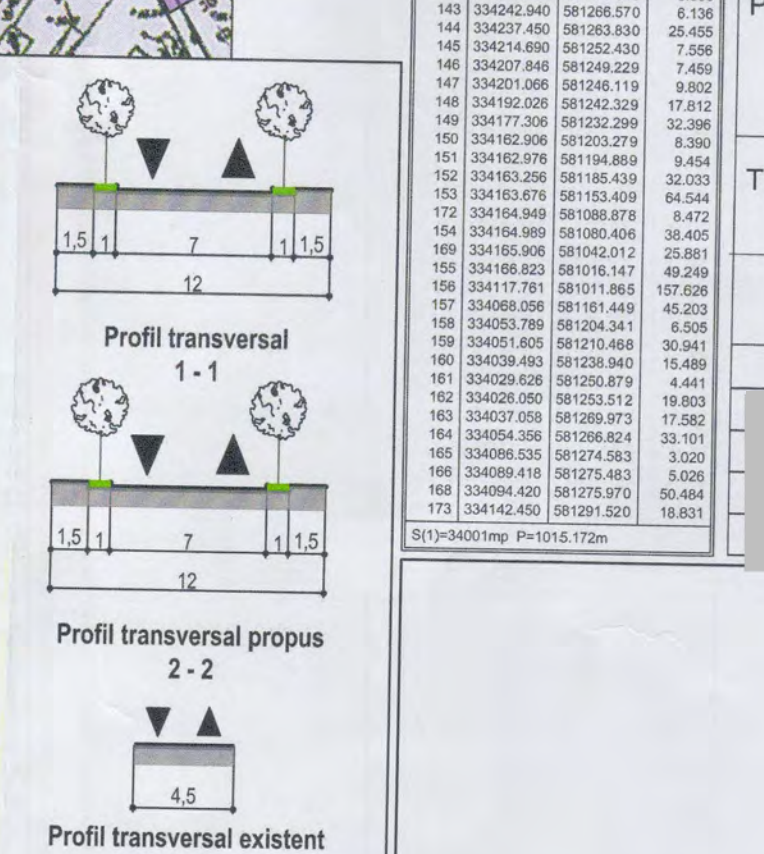 1,5 1 7 1 1,5
12
Profil transversal
1 - 1
1,5 1 7 1 1,5
12
Profil transversal propus
2 - 2
4,5
Profil transversal existent
143 334242.940 581266.570 6.136
144 334237.450 581263.830 25.455
145 334214.690 581252.430 7.556
146 334207.846 581249.229 7.459
147 334201.066 581246.119 9.802
148 334192.026 581242.329 17.812
149 334177.306 581232.299 32.396
150 334162.906 581203.279 8.390
151 334162.976 581194.889 9.454
152 334163.256 581185.439 32.033
153 334163.676 581153.409 64.544
172 334164.949 581088.878 8.472
154 334164.989 581080.406 38.405
169 334165.906 581042.012 25.881
155 334166.823 581016.147 49.249
156 334117.761 581011.865 157.626
157 334068.056 581161.449 45.203
158 334053.789 581204.341 6.505
159 334051.605 581210.468 30.941
160 334039.493 581238.940 15.489
161 334029.626 581250.879 4.441
162 334026.050 581253.512 19.803
163 334037.058 581269.973 17.582
164 334054.356 581266.824 33.101
165 334086.535 581274.583 3.020
166 334089.418 581275.483 5.026
168 334094.420 581275.970 50.484
173 334142.450 581291.520 18.831
S(1)=34001mp P=1015.172m
T